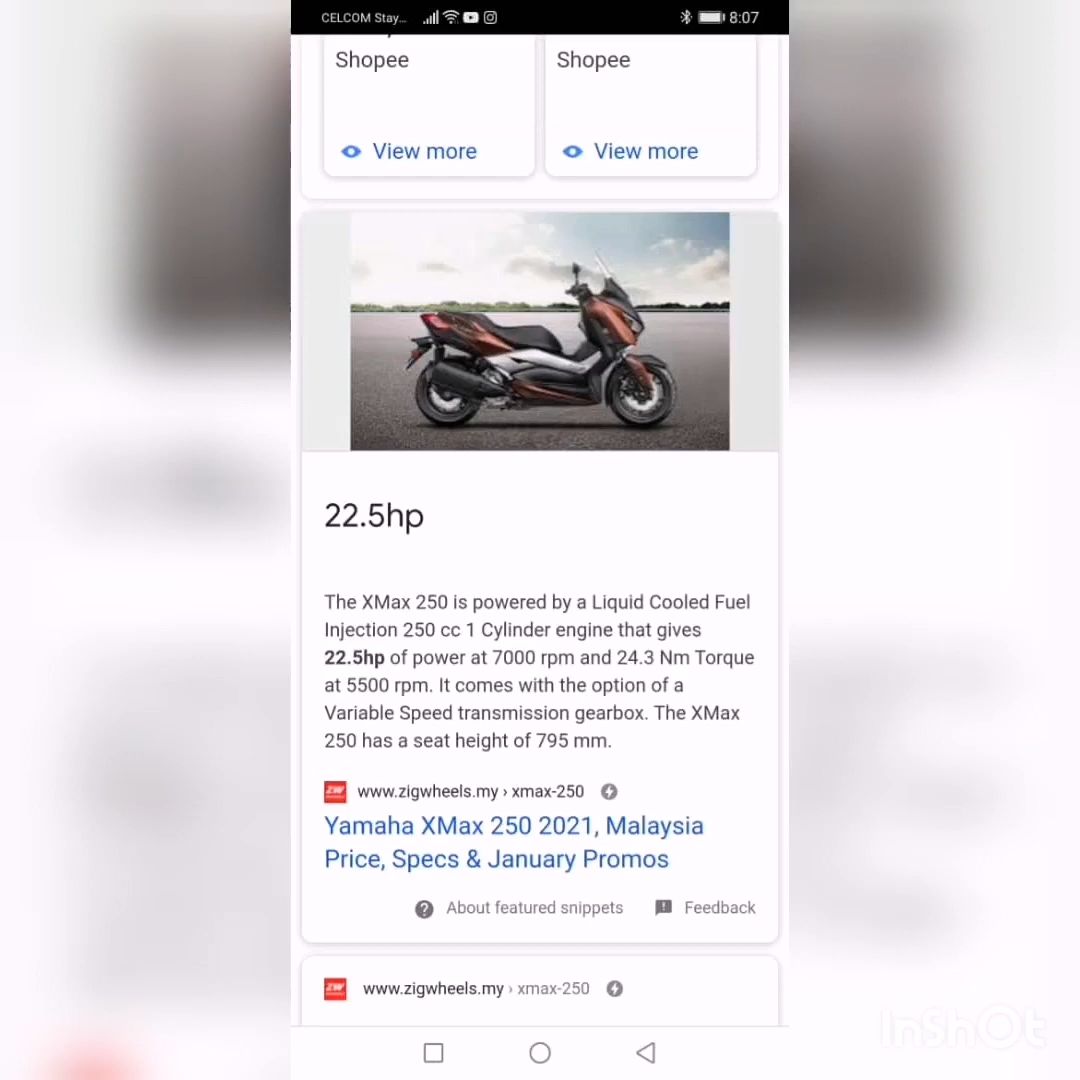 CELCOM Stay... 8:07
Shopee
Shopee
View more
View more
22.5hp
The XMax 250 is powered by a Liquid Cooled Fuel
Injection 250 cc 1 Cylinder engine that gives
22.5hp of power at 7000 rpm and 24.3 Nm Torque
at 5500 rpm. It comes with the option of a
Variable Speed transmission gearbox. The XMax
250 has a seat height of 795 mm.
ZW www.zigwheels.my › xmax-250
Yamaha XMax 250 2021, Malaysia
Price, Specs & January Promos
About featured snippets Feedback
ZW www.zigwheels.my › xmax-250
InShOt